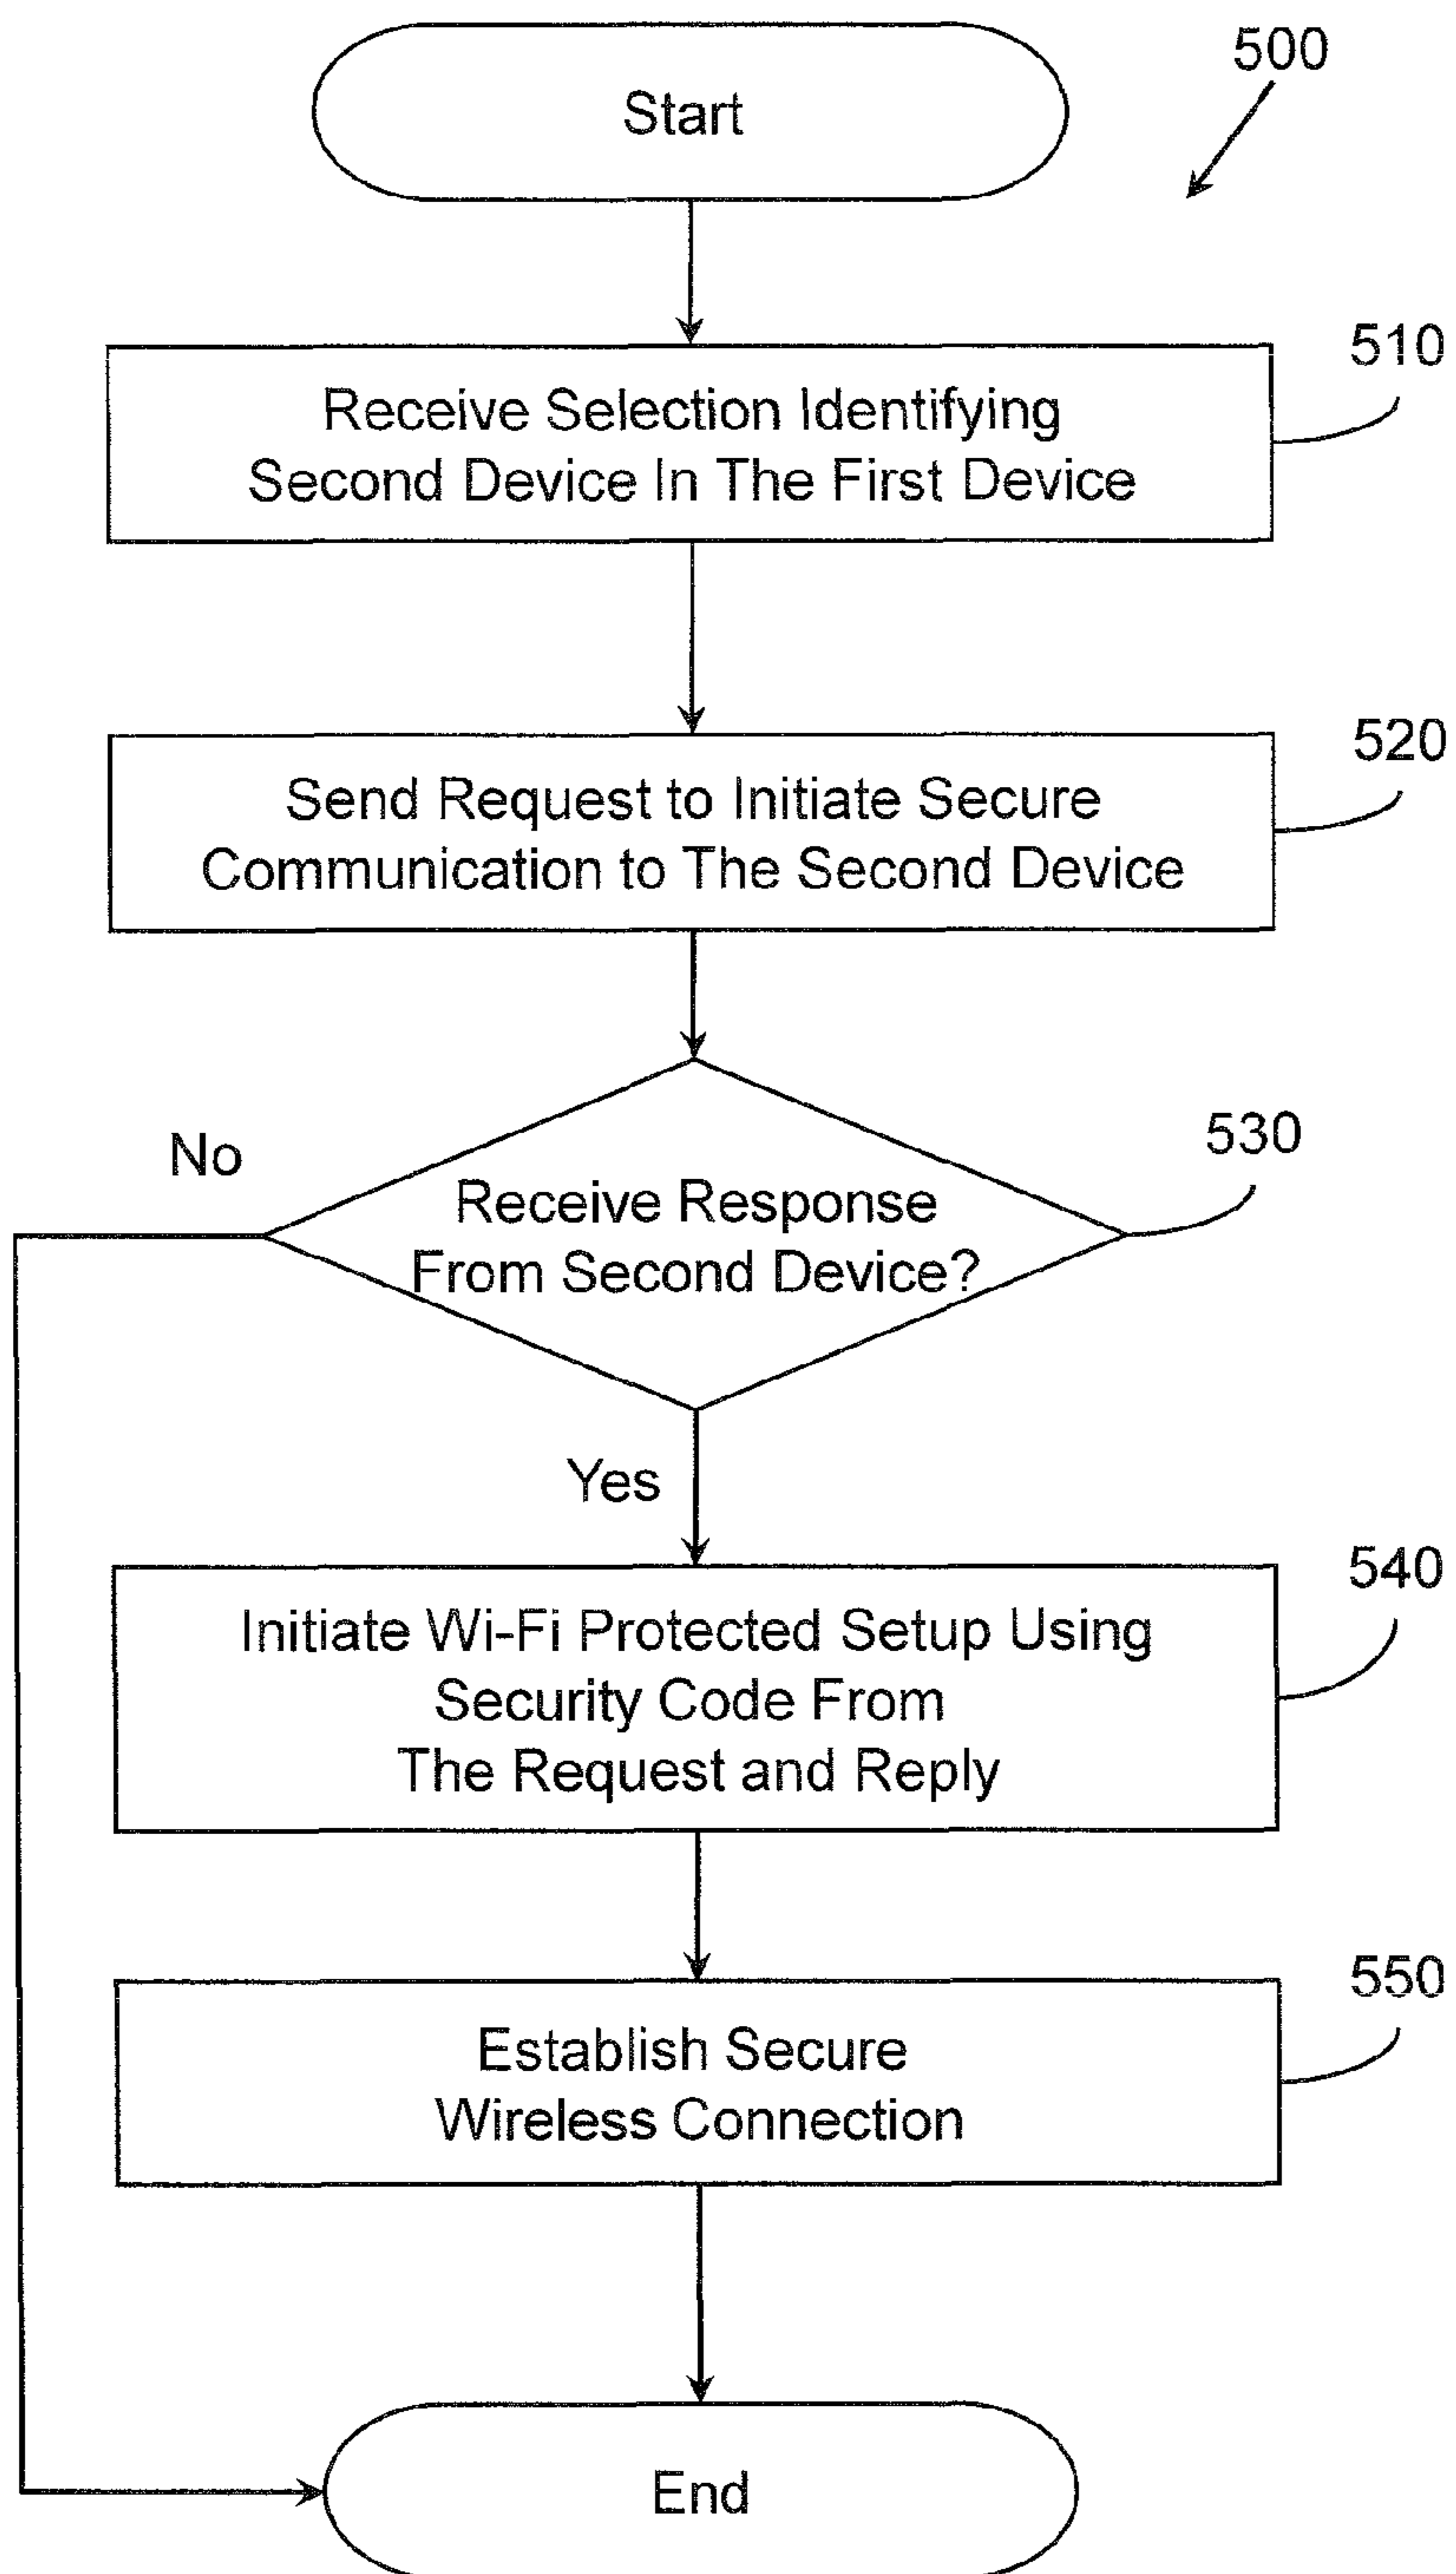 Start
500
Receive Selection Identifying
Second Device In The First Device
510
Send Request to Initiate Secure
Communication to The Second Device
520
No
Receive Response
From Second Device?
530
Yes
Initiate Wi-Fi Protected Setup Using
Security Code From
The Request and Reply
540
Establish Secure
Wireless Connection
550
End